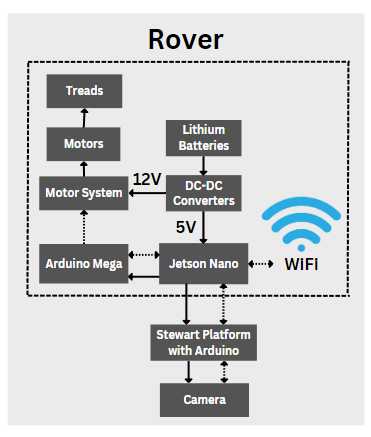 Rover
Treads
Motors
Lithium
Batteries
Motor System
12V
DC-DC
Converters
5V
Arduino Mega
Jetson Nano
WiFi
Stewart Platform
with Arduino
Camera